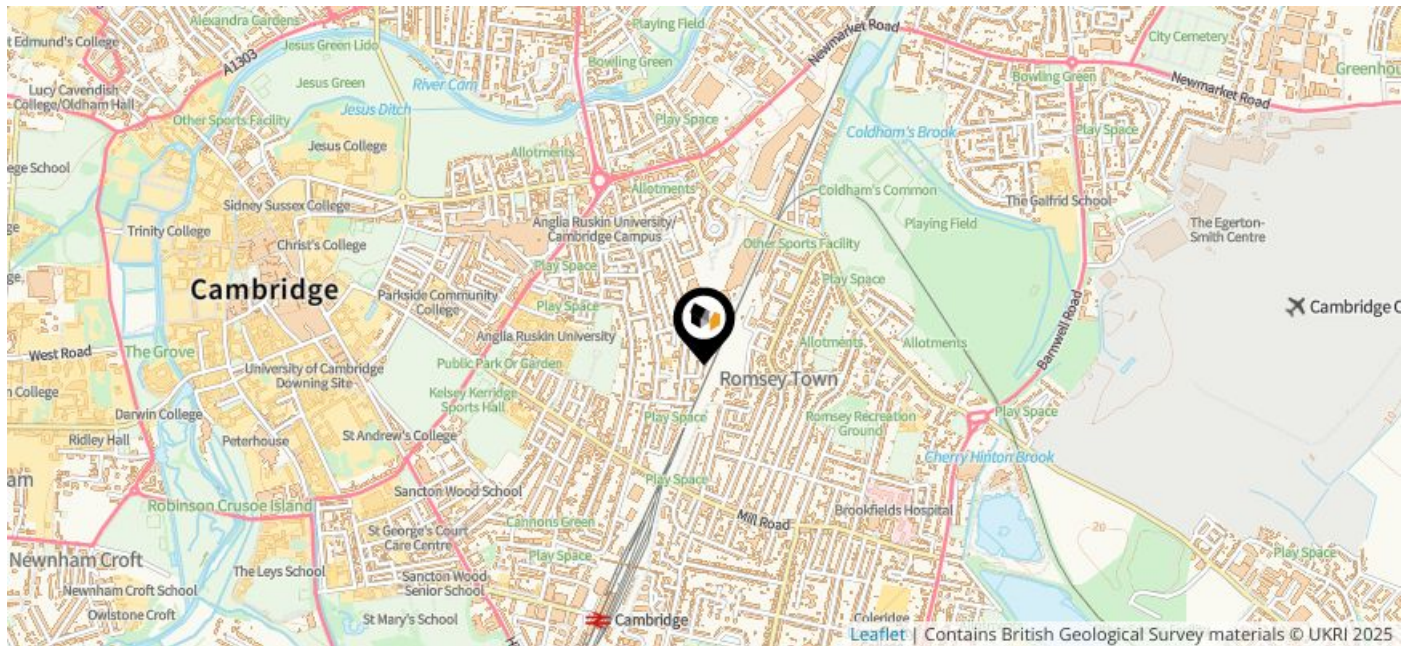 Alexandra Gardens
Playing Field
Newmarket Road
City Cemetery
t Edmund's College
Jesus Green Lido
A1303
Bowling Green
Bowling Green
Greenhou
Lucy Cavendish
College/Oldham Hall
Jesus Green
River Cam
Newmarket Road
Jesus Ditch
Other Sports Facility
Play Space
Coldham's Brook
Play Space
Jesus College
Allotments
ege School
Allotments
Coldham's Common
The Galfrid School
Sidney Sussex College
Trinity College
Anglia Ruskin University/
Cambridge Campus
Playing Field
The Egerton-
Smith Centre
Christ's College
Other Sports Facility
ge
Play Space
Play Space
e,
Cambridge
Parkside Community
College
Play Space
Cambridge C
Barnwell Road
West Road
The Grove
Anglia Ruskin University
Allotments
Allotments
Public Park Or Garden
University of Cambridge
Downing Site
Romsey Town
n College
Kelsey Kerridge
Sports Hall
Darwin College
Play Space
Romsey Recreation
Ground
Play Space
Ridley Hall
Peterhouse
St Andrew's College
Cherry Hinton Brook
am
Play Space
Sancton Wood School
Robinson Crusoe Island
Brookfields Hospital
Cannons Green
Mill Road
20
St George's Court
Care Centre
Newnham Croft
Play Space
Play Space
The Leys School
Sancton Wood
Senior School
Newnham Croft School
Owlstone Croft
St Mary's School
Cambridge
Coleridge
H
Leaflet | Contains British Geological Survey materials © UKRI 2025